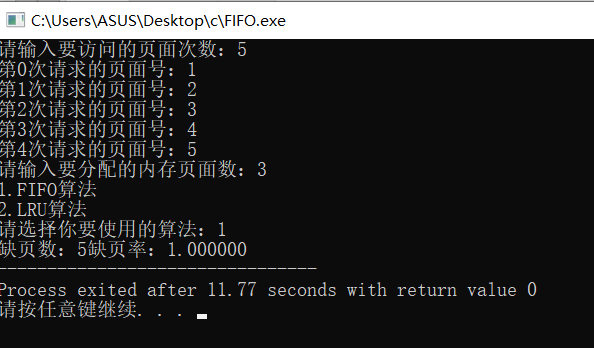 C:\Users\ASUS\Desktop\c\FIFO.exe
请输入要访问的页面次数：5
第0次请求的页面号：1
第1次请求的页面号：2
第2次请求的页面号：3
第3次请求的页面号：4
第4次请求的页面号：5
请输入要分配的内存页面数：3
1.FIFO算法
2.LRU算法
请选择你要使用的算法：1
缺页数：5缺页率：1.000000
--------------------------------
Process exited after 11.77 seconds with return value 0
请按任意键继续. . .